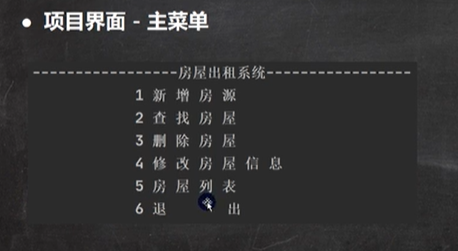 ● 项目界面 - 主菜单
-----------------房屋出租系统-----------------
1 新 增 房 源
2 查 找 房 屋
3 删 除 房 屋
4 修 改 房 屋 信 息
5 房 屋 列 表
6 退 出